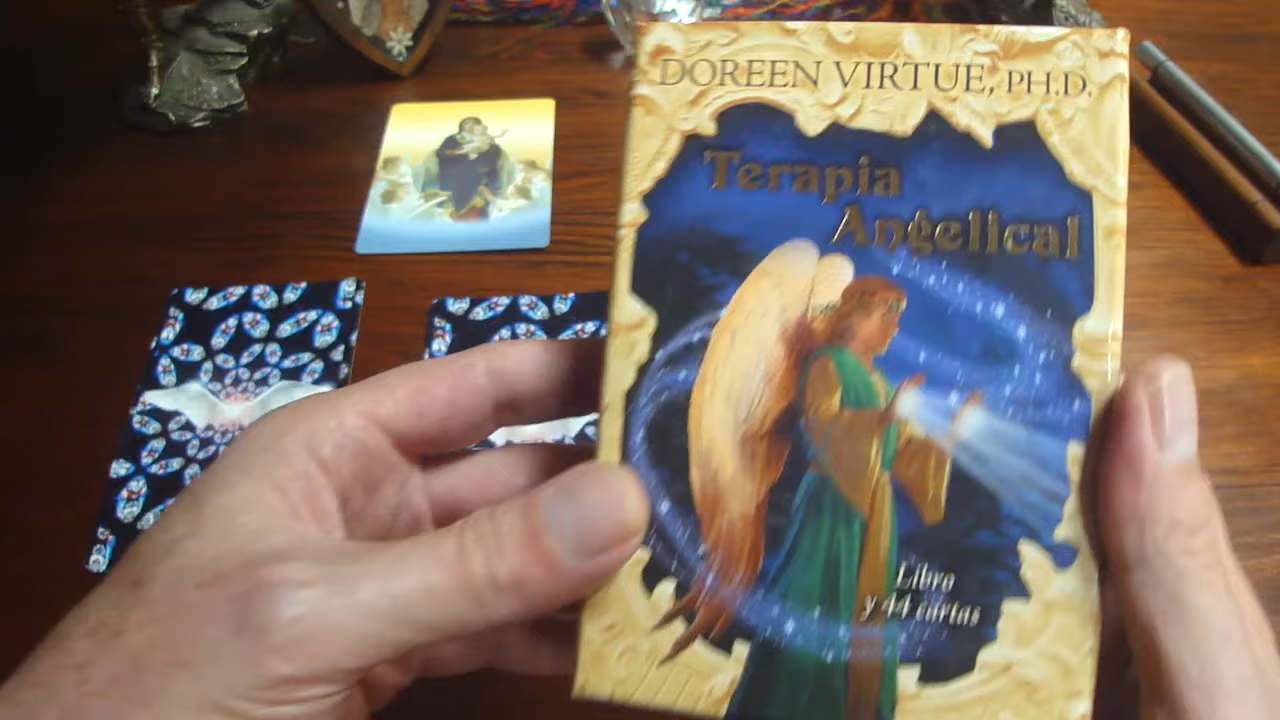 DOREEN VIRTUE, PH.D.
Terapia
Angelical
Libro
y 44 cartas